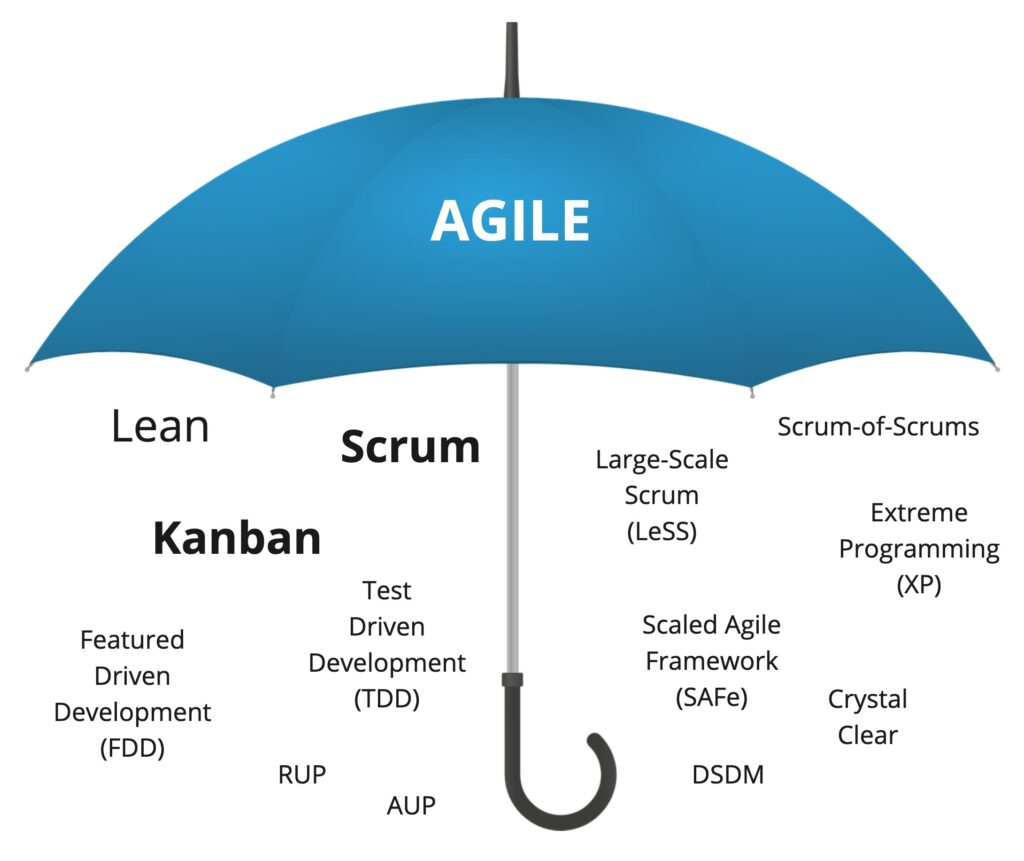 AGILE
Lean
Scrum
Kanban
Test
Driven
Development
(TDD)
Featured
Driven
Development
(FDD)
RUP
AUP
Scrum-of-Scrums
Large-Scale
Scrum
(LeSS)
Extreme
Programming
(XP)
Scaled Agile
Framework
(SAFe)
Crystal
Clear
DSDM